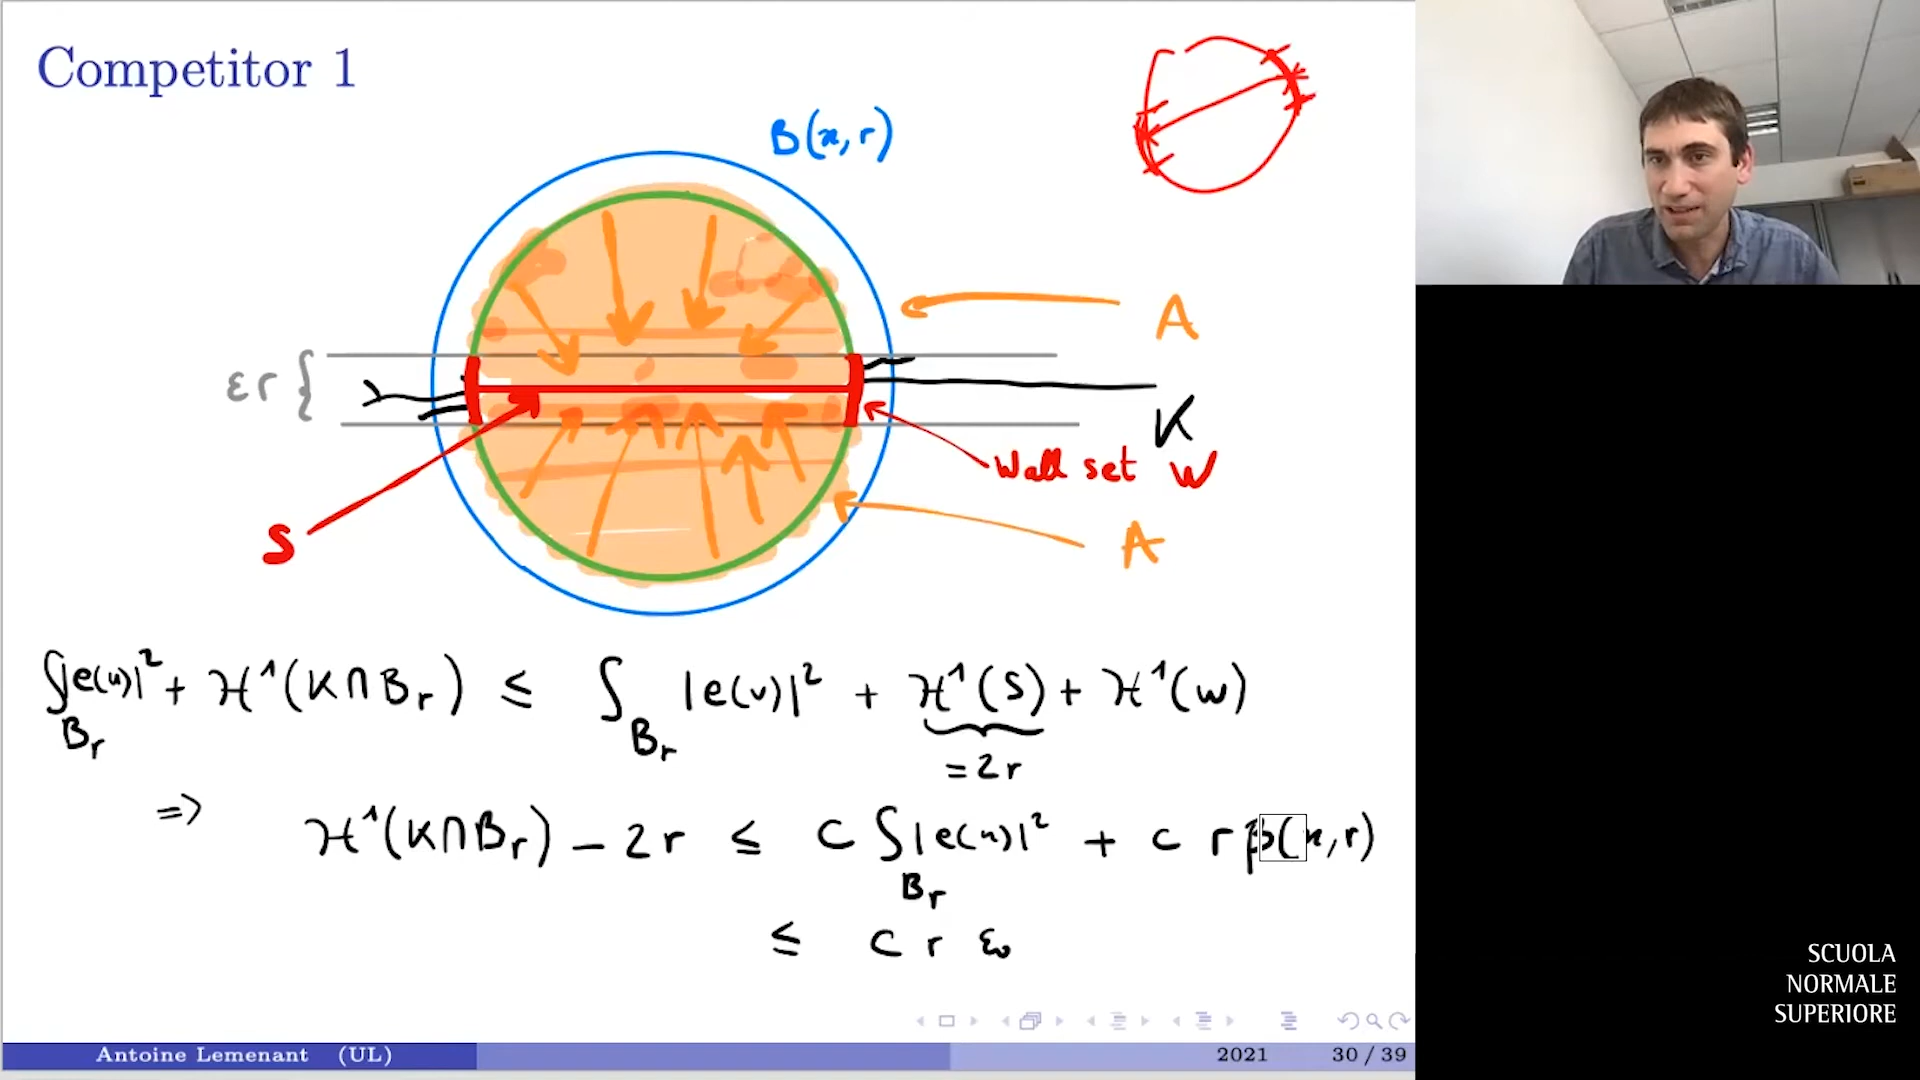 Competitor 1
B(x,r)
A
εr {
K
Wall set W
S
A
∫_{B_r} |e(u)|² + H¹(K∩B_r) ≤ ∫_{B_r} |e(v)|² + H¹(S) + H¹(W)
= 2r
=> H¹(K∩B_r) - 2r ≤ C ∫_{B_r} |e(u)|² + C r β(x,r)
≤ C r ε₀
SCUOLA
NORMALE
SUPERIORE
Antoine Lemenant (UL) 2021 30 / 39